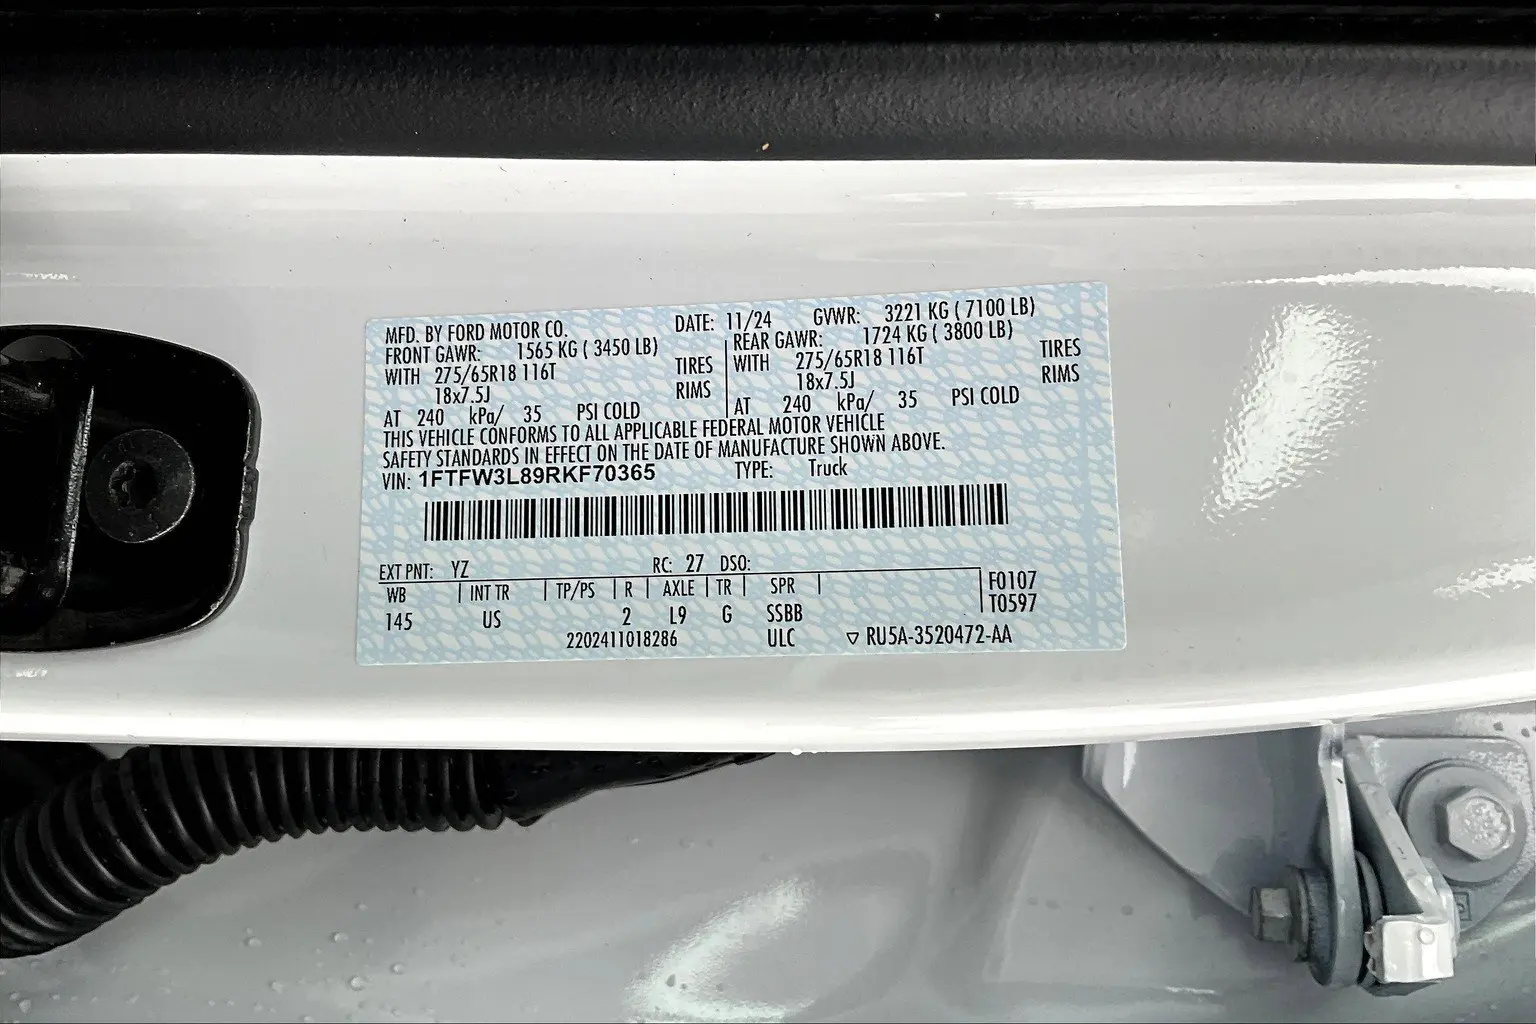 MFD. BY FORD MOTOR CO. DATE: 11/24 GVWR: 3221 KG ( 7100 LB)
FRONT GAWR: 1565 KG ( 3450 LB) REAR GAWR: 1724 KG ( 3800 LB)
WITH 275/65R18 116T TIRES WITH 275/65R18 116T TIRES
18x7.5J RIMS 18x7.5J RIMS
AT 240 kPa/ 35 PSI COLD AT 240 kPa/ 35 PSI COLD
THIS VEHICLE CONFORMS TO ALL APPLICABLE FEDERAL MOTOR VEHICLE
SAFETY STANDARDS IN EFFECT ON THE DATE OF MANUFACTURE SHOWN ABOVE.
VIN: 1FTFW3L89RKF70365 TYPE: Truck
EXT PNT: YZ RC: 27 DSO:
WB INT TR TP/PS R AXLE TR SPR F0107
145 US 2 L9 G SSBB T0597
2202411018286 ULC ▽ RU5A-3520472-AA